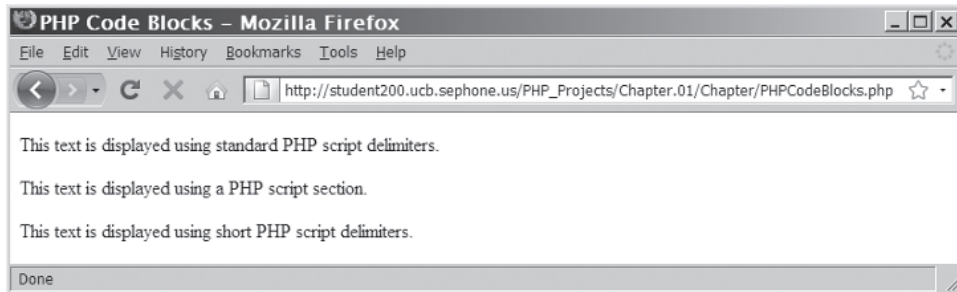 PHP Code Blocks – Mozilla Firefox
File Edit View History Bookmarks Tools Help
http://student200.ucb.sephone.us/PHP_Projects/Chapter.01/Chapter/PHPCodeBlocks.php
This text is displayed using standard PHP script delimiters.
This text is displayed using a PHP script section.
This text is displayed using short PHP script delimiters.
Done